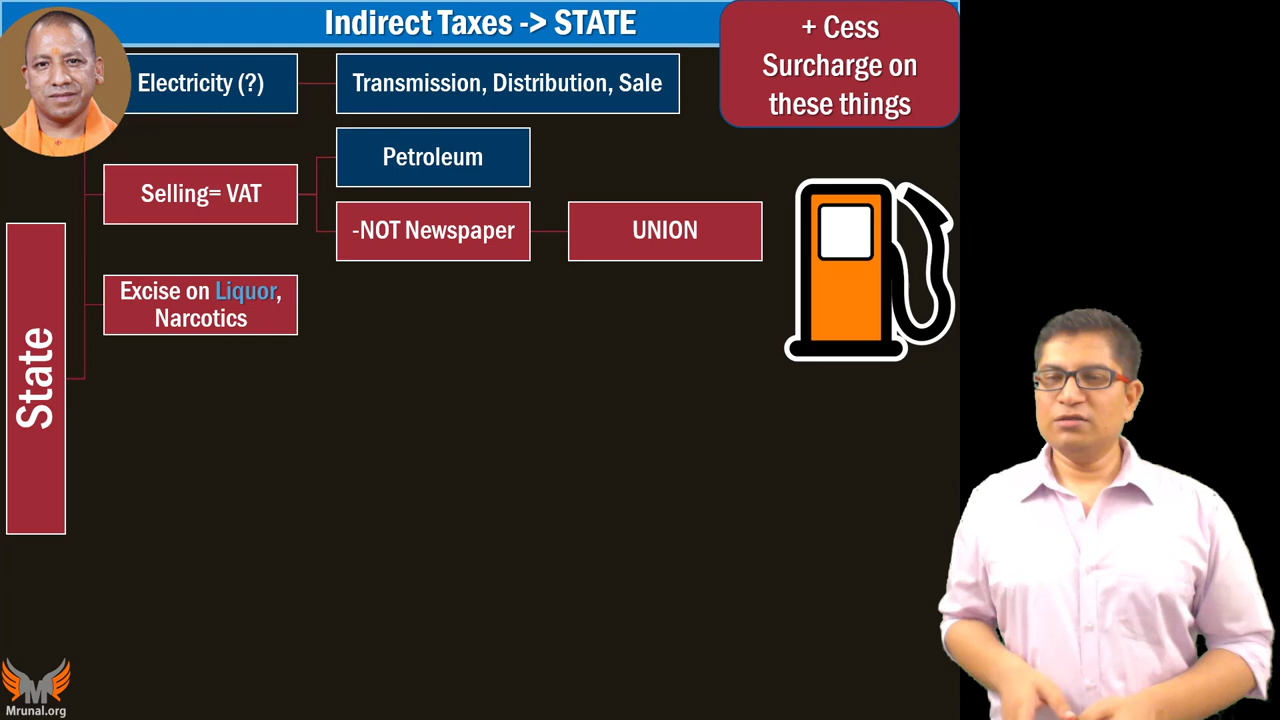 Indirect Taxes -> STATE
+ Cess
Surcharge on
these things
Electricity (?)
Transmission, Distribution, Sale
Petroleum
Selling= VAT
-NOT Newspaper
UNION
Excise on Liquor,
Narcotics
State
M
Mrunal.org